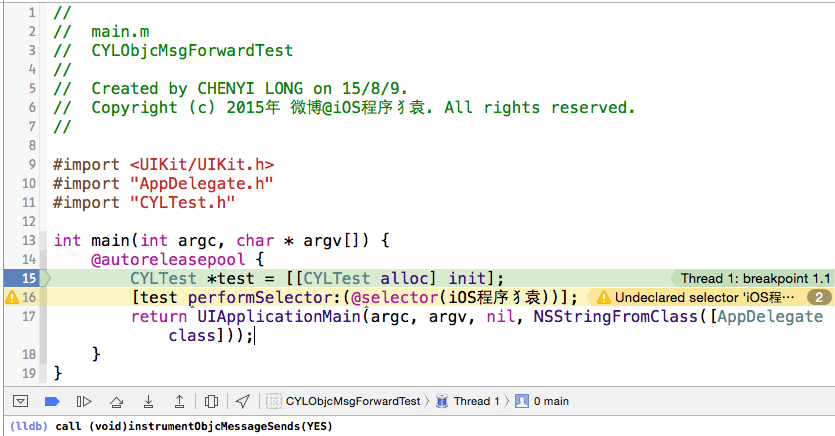 1 //
2 //  main.m
3 //  CYLObjcMsgForwardTest
4 //
5 //  Created by CHENYI LONG on 15/8/9.
6 //  Copyright (c) 2015年 微博@iOS程序犭袁. All rights reserved.
7 //
8
9 #import <UIKit/UIKit.h>
10 #import "AppDelegate.h"
11 #import "CYLTest.h"
12
13 int main(int argc, char * argv[]) {
14     @autoreleasepool {
15         CYLTest *test = [[CYLTest alloc] init]; Thread 1: breakpoint 1.1
16         [test performSelector:(@selector(iOS程序犭袁))]; Undeclared selector 'iOS程… 2
17         return UIApplicationMain(argc, argv, nil, NSStringFromClass([AppDelegate
            class]));
18     }
19 }
CYLObjcMsgForwardTest Thread 1 0 main
(lldb) call (void)instrumentObjcMessageSends(YES)